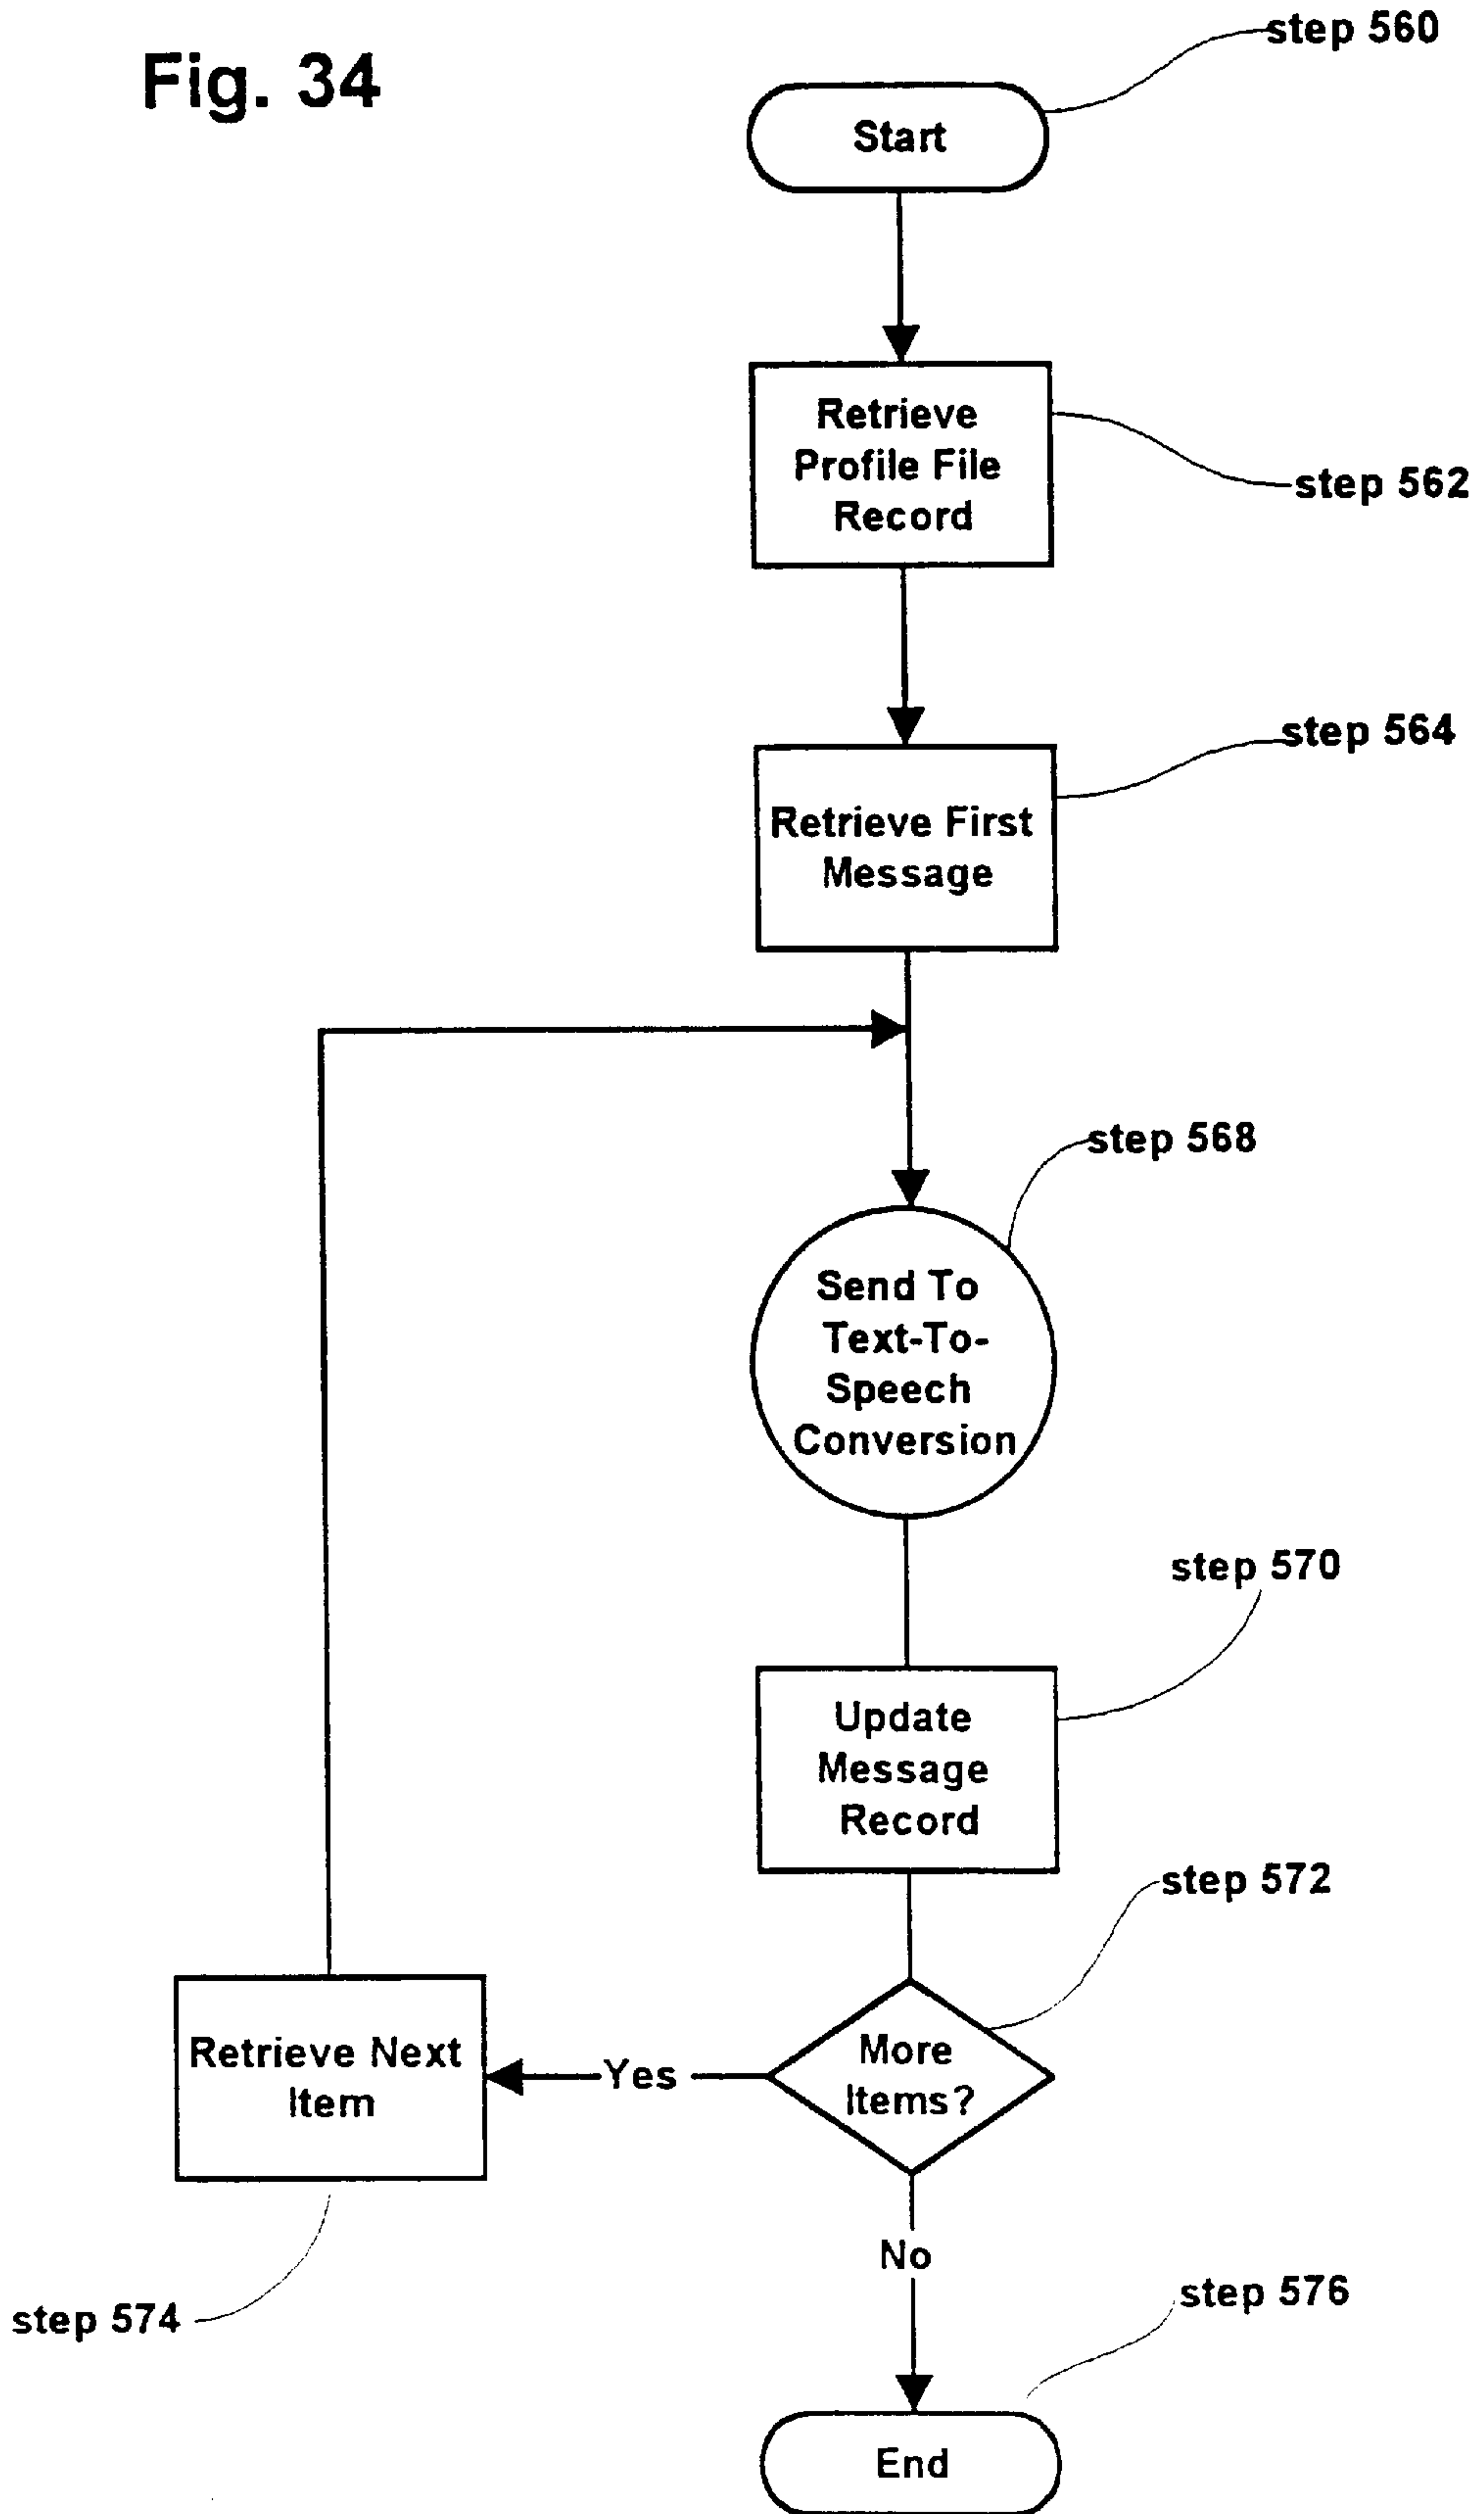 Fig. 34
step 560
Start
Retrieve
Profile File
Record
step 562
step 564
Retrieve First
Message
step 568
Send To
Text-To-
Speech
Conversion
step 570
Update
Message
Record
step 572
More
Items?
Yes
Retrieve Next
Item
No
step 574
step 576
End